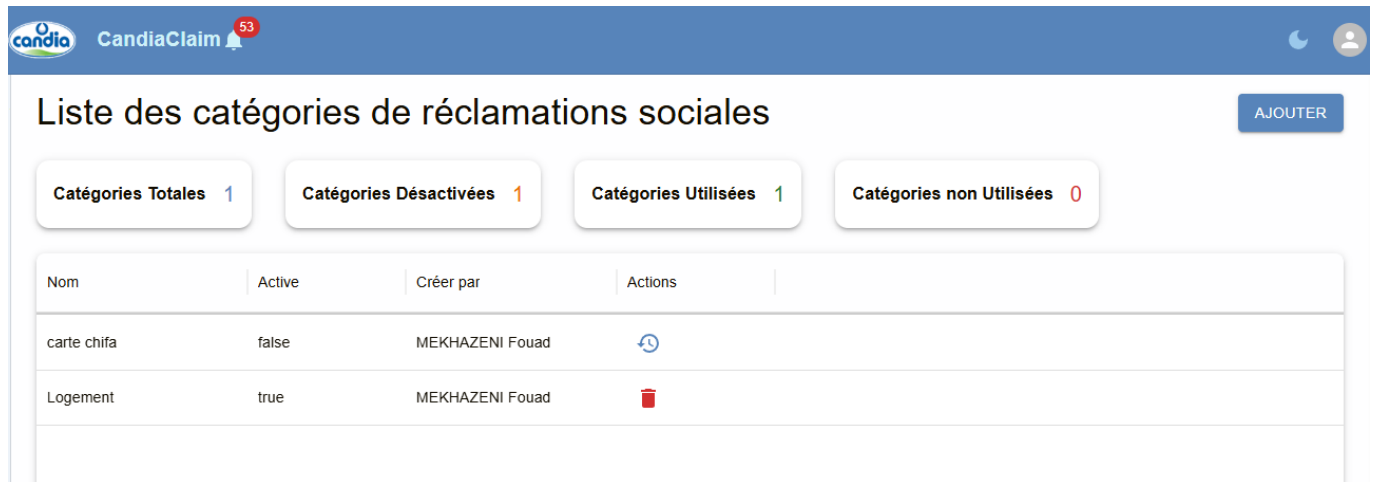 candia CandiaClaim 53
Liste des catégories de réclamations sociales AJOUTER
Catégories Totales 1 Catégories Désactivées 1 Catégories Utilisées 1 Catégories non Utilisées 0
Nom Active Créer par Actions
carte chifa false MEKHAZENI Fouad
Logement true MEKHAZENI Fouad